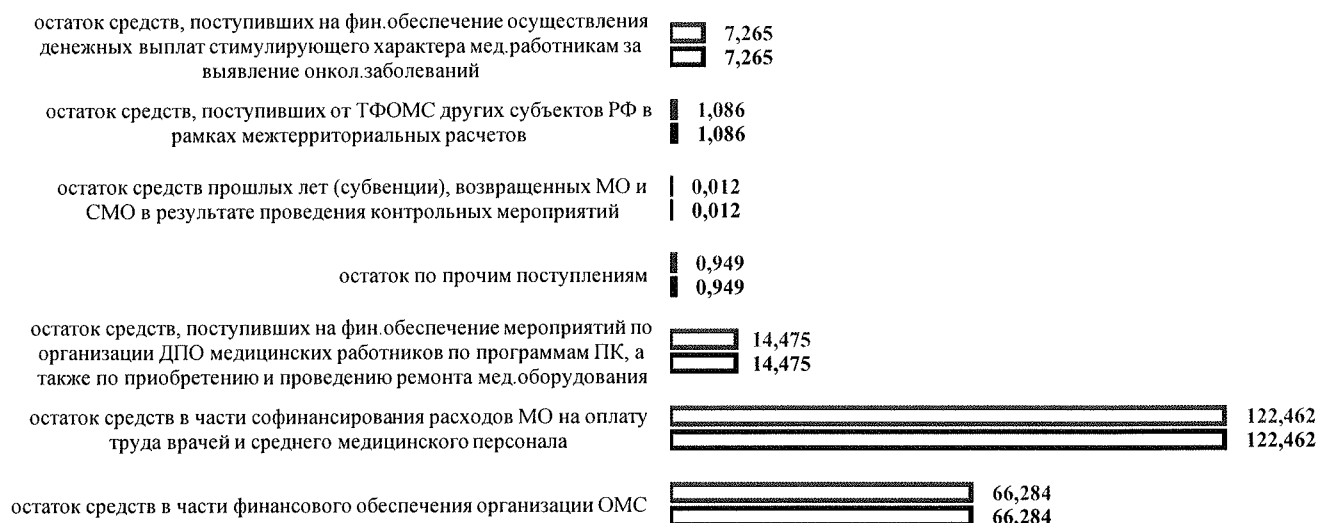 остаток средств, поступивших на фин.обеспечение осуществления
денежных выплат стимулирующего характера мед.работникам за
выявление онкол.заболеваний
7,265
7,265
остаток средств, поступивших от ТФОМС других субъектов РФ в
рамках межтерриториальных расчетов
1,086
1,086
остаток средств прошлых лет (субвенции), возвращенных МО и
СМО в результате проведения контрольных мероприятий
0,012
0,012
остаток по прочим поступлениям
0,949
0,949
остаток средств, поступивших на фин.обеспечение мероприятий по
организации ДПО медицинских работников по программам ПК, а
также по приобретению и проведению ремонта мед.оборудования
14,475
14,475
остаток средств в части софинансирования расходов МО на оплату
труда врачей и среднего медицинского персонала
122,462
122,462
остаток средств в части финансового обеспечения организации ОМС
66,284
66,284